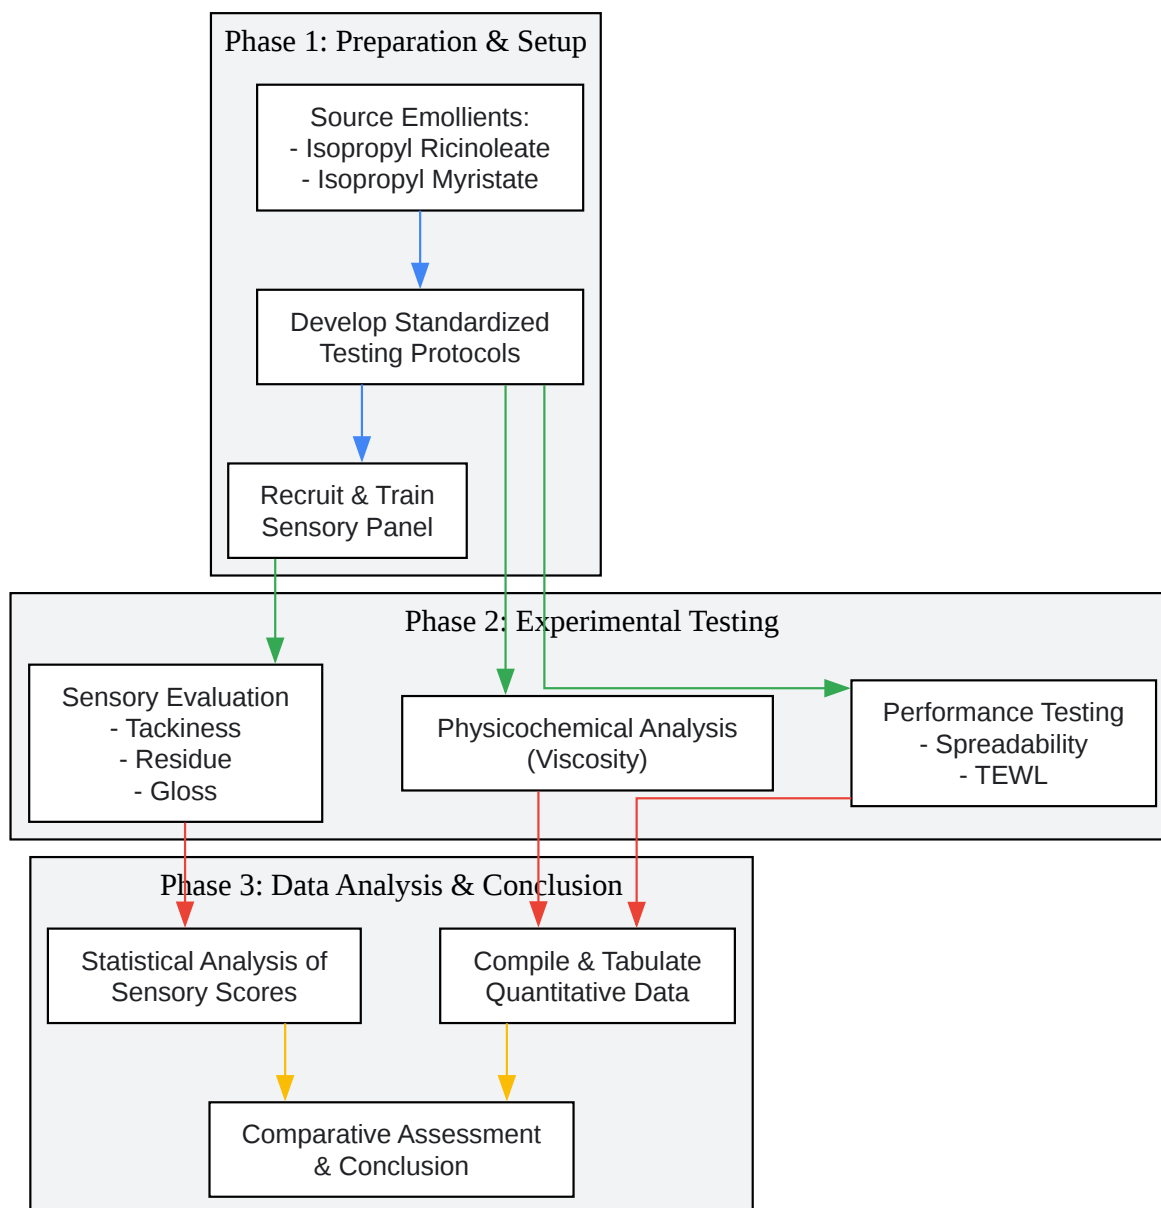 Phase 1: Preparation & Setup
Source Emollients:
- Isopropyl Ricinoleate
- Isopropyl Myristate
Develop Standardized
Testing Protocols
Recruit & Train
Sensory Panel
Phase 2: Experimental Testing
Sensory Evaluation
- Tackiness
- Residue
- Gloss
Physicochemical Analysis
(Viscosity)
Performance Testing
- Spreadability
- TEWL
Phase 3: Data Analysis & Conclusion
Statistical Analysis of
Sensory Scores
Compile & Tabulate
Quantitative Data
Comparative Assessment
& Conclusion